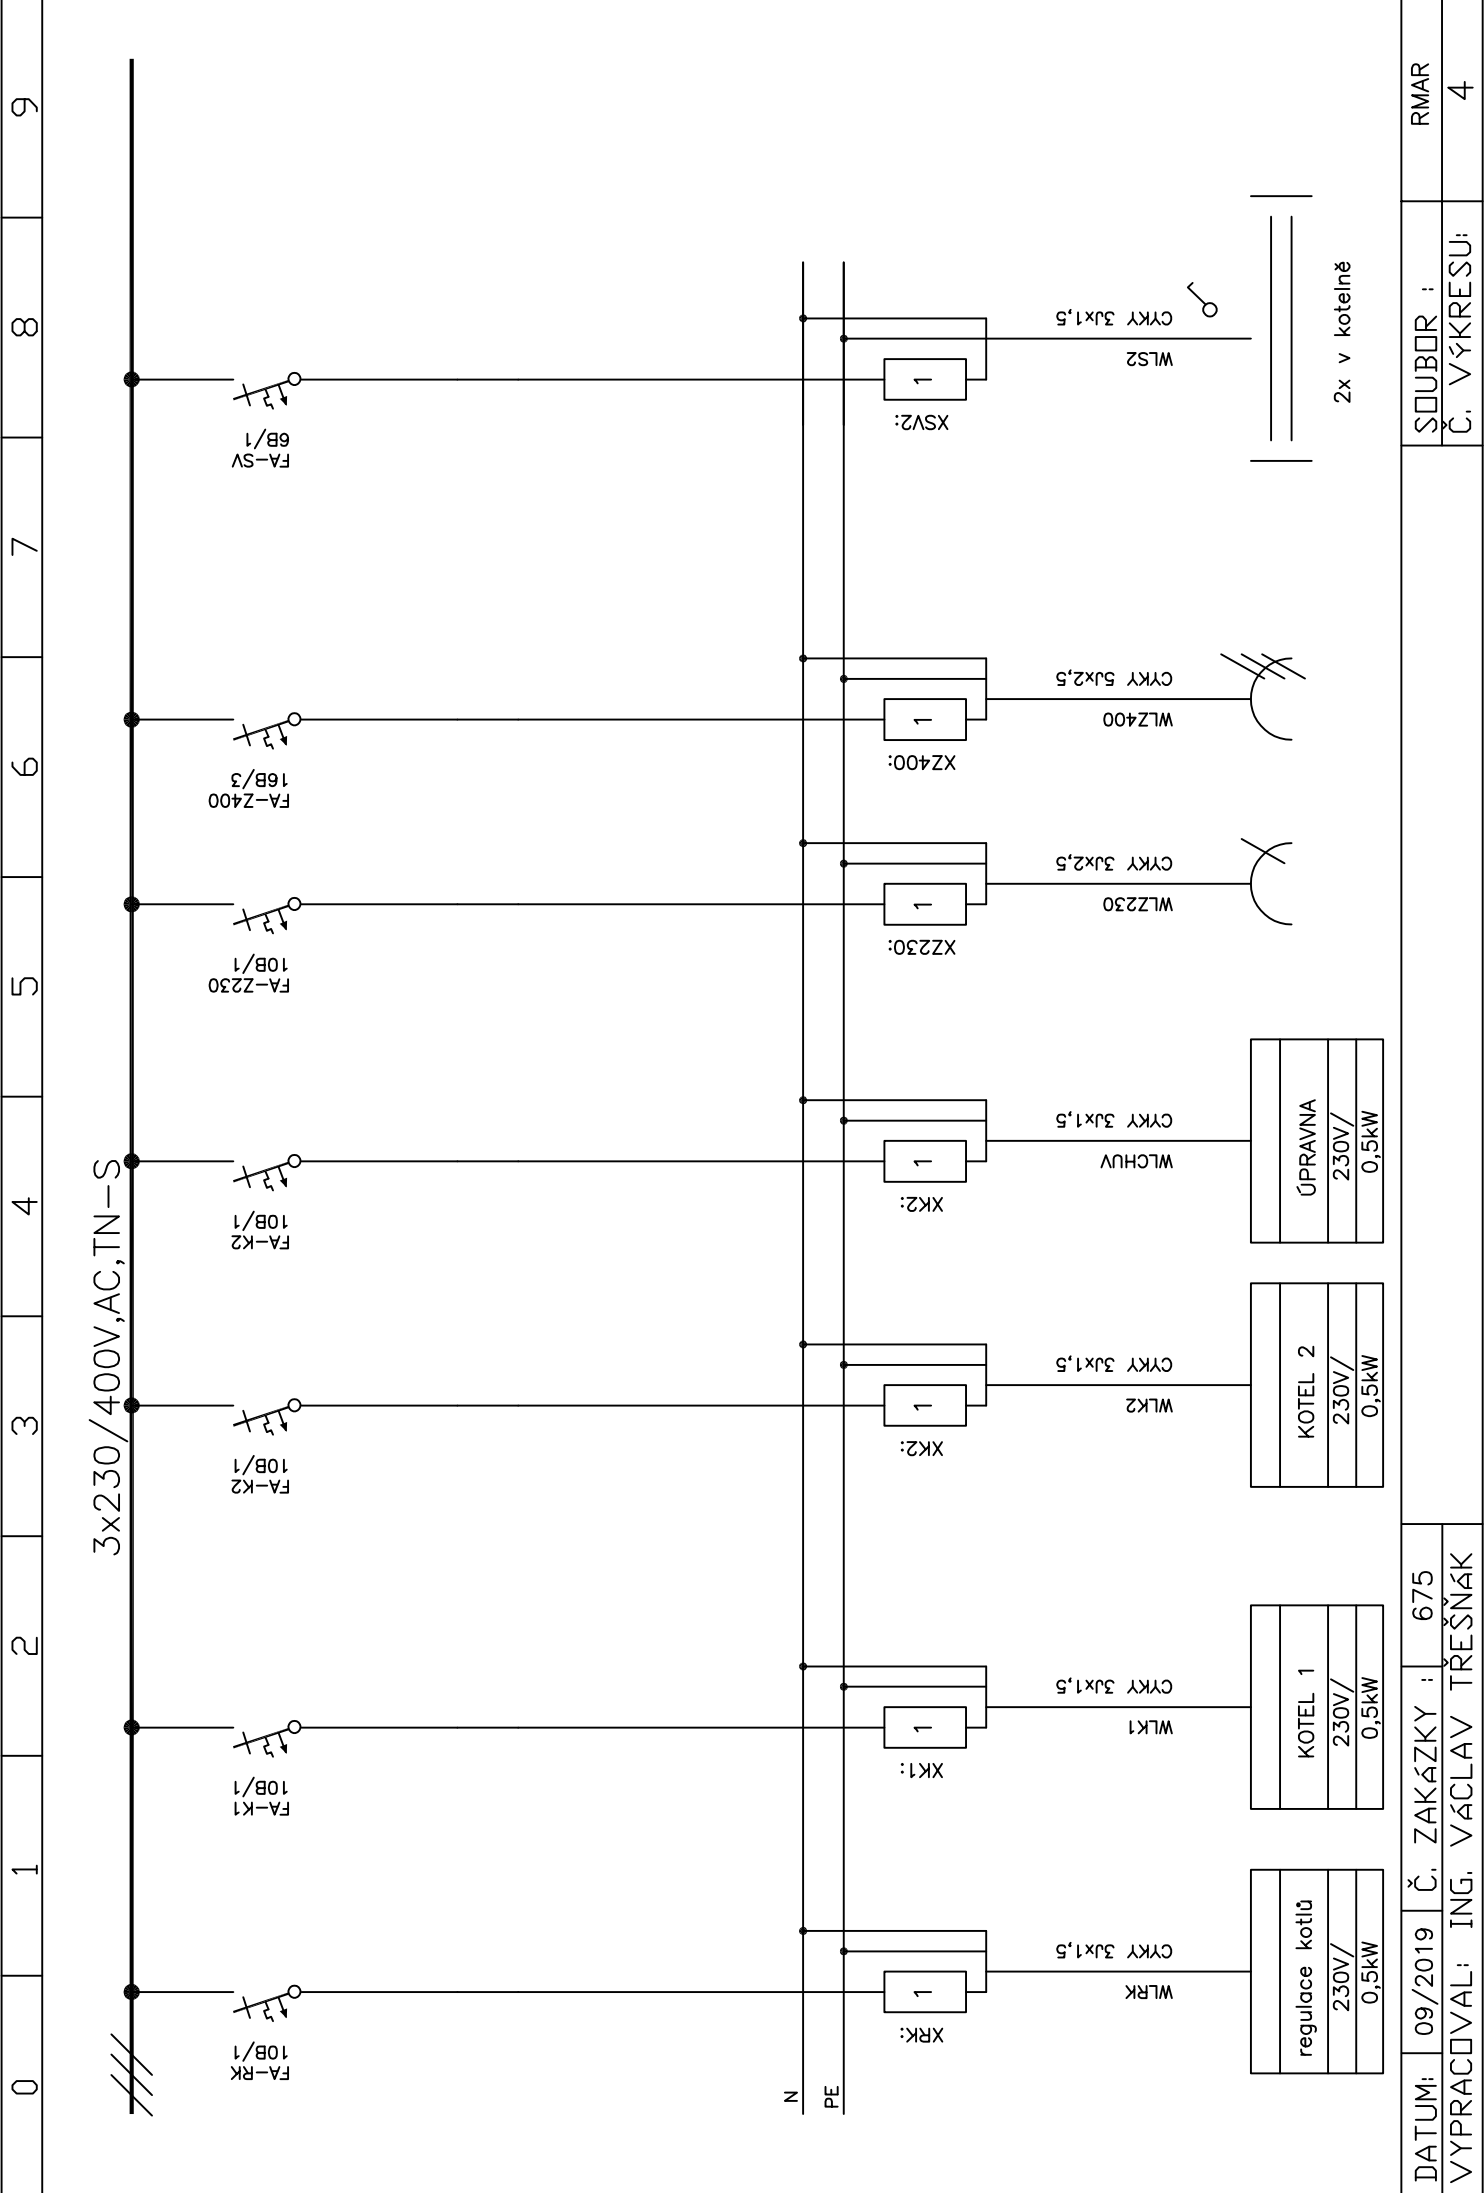 0 1 2 3 4 5 6 7 8 9
3x230/400V,AC,TN-S
FA-RK
10B/1
FA-K1
10B/1
FA-K2
10B/1
FA-K2
10B/1
FA-Z230
10B/1
FA-Z400
16B/3
FA-SV
6B/1
N
PE
XRK:
1
XK1:
1
XK2:
1
XK2:
1
XZ230:
1
XZ400:
1
XSV2:
1
WLRK
CYKY 3Jx1,5
WLK1
CYKY 3Jx1,5
WLK2
CYKY 3Jx1,5
WLCHUV
CYKY 3Jx1,5
WLZ230
CYKY 3Jx2,5
WLZ400
CYKY 5Jx2,5
WLS2
CYKY 3Jx1,5
regulace kotlů
230V/
0,5kW
KOTEL 1
230V/
0,5kW
KOTEL 2
230V/
0,5kW
ÚPRAVNA
230V/
0,5kW
2x v kotelně
DATUM: 09/2019 Č. ZAKÁZKY : 675
SOUBOR : RMAR
VYPRACOVAL: ING. VÁCLAV TŘEŠŇÁK
Č. VÝKRESU: 4